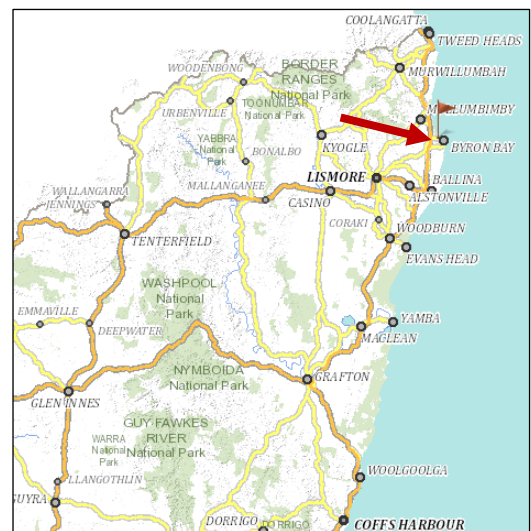 COOLANGATTA
TWEED HEADS
BORDER
RANGES
National Park
WOODENBONG
MURWILLUMBAH
TOONUMBAR
National Park
URBENVILLE
MULLUMBIMBY
YABBRA
National
Park
KYOGLE
BYRON BAY
BONALBO
LISMORE
BALLINA
WALLANGARRA
JENNINGS
MALLANGANEE
CASINO
ALSTONVILLE
CORAKI
WOODBURN
TENTERFIELD
EVANS HEAD
WASHPOOL
National
Park
EMMAVILLE
YAMBA
DEEPWATER
MACLEAN
NYMBOIDA
National Park
GRAFTON
GLEN INNES
GUY FAWKES
RIVER
National Park
WARRA
National
Park
WOOLGOOLGA
LLANGOTHLIN
GUYRA
DORRIGO
DORRIGO
COFFS HARBOUR